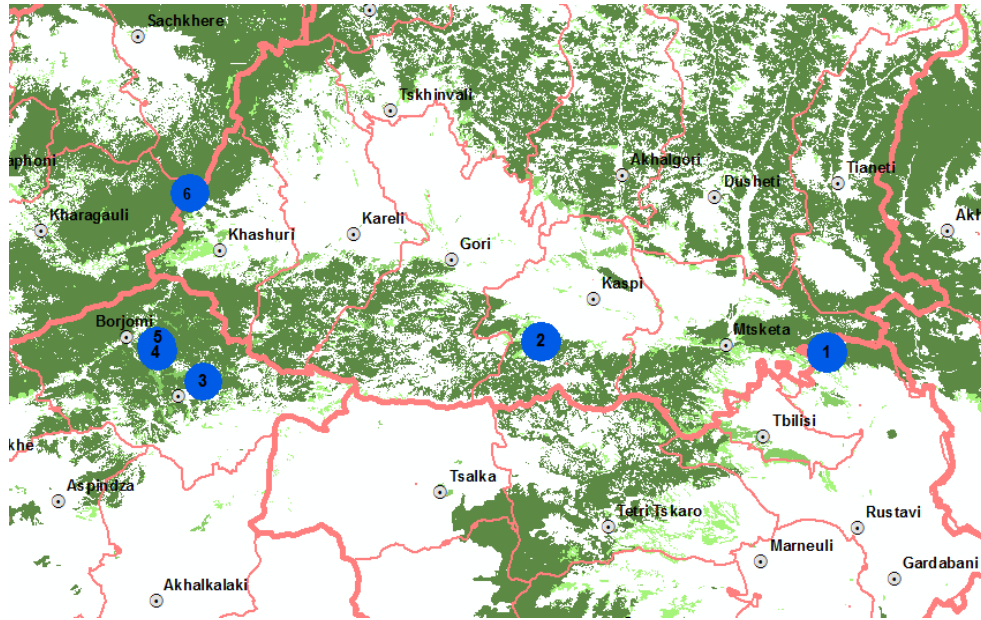 Sachkhere
Tskhinvali
Akhalgori
Dusheti
Tianeti
aphoni
6
Kharagauli
Khashuri
Kareli
Gori
Akh
Kaspi
Borjomi
5
4
3
2
Mtsketa
1
Tbilisi
khe
Aspindza
Tsalka
Tetri Tskaro
Rustavi
Marneuli
Gardabani
Akhalkalaki